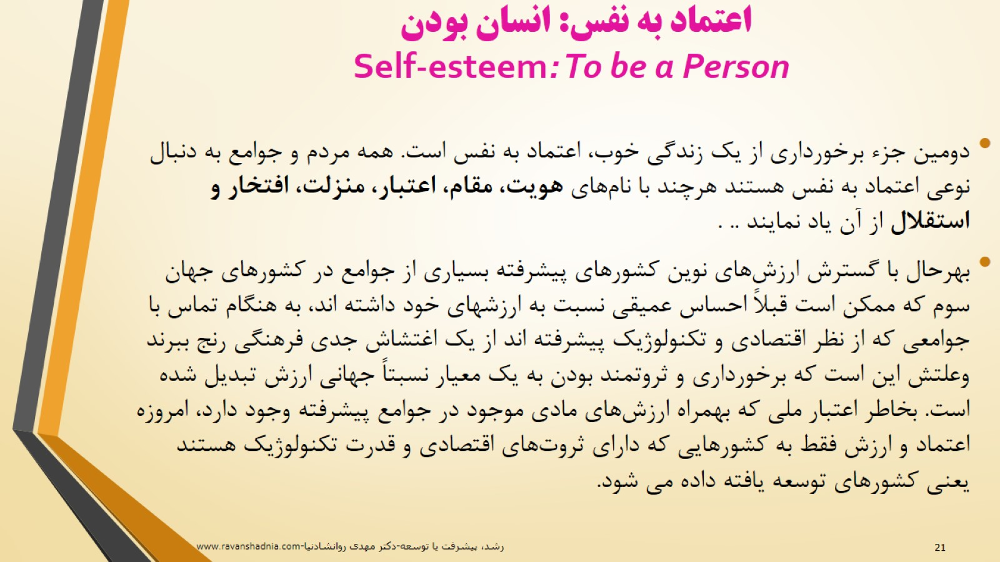 اعتماد به نفس: انسان بودن
Self-esteem: To be a Person
• دومین جزء برخورداری از یک زندگی خوب، اعتماد به نفس است. همه مردم و جوامع به دنبال
نوعی اعتماد به نفس هستند هرچند با نام‌های هویت، مقام، اعتبار، منزلت، افتخار و
استقلال از آن یاد نمایند .. .
• بهرحال با گسترش ارزش‌های نوین کشورهای پیشرفته بسیاری از جوامع در کشورهای جهان
سوم که ممکن است قبلاً احساس عمیقی نسبت به ارزشهای خود داشته اند، به هنگام تماس با
جوامعی که از نظر اقتصادی و تکنولوژیک پیشرفته اند از یک اغتشاش جدی فرهنگی رنج ببرند
وعلتش این است که برخورداری و ثروتمند بودن به یک معیار نسبتاً جهانی ارزش تبدیل شده
است. بخاطر اعتبار ملی که بهمراه ارزش‌های مادی موجود در جوامع پیشرفته وجود دارد، امروزه
اعتماد و ارزش فقط به کشورهایی که دارای ثروت‌های اقتصادی و قدرت تکنولوژیک هستند
یعنی کشورهای توسعه یافته داده می شود.
رشد، پیشرفت یا توسعه-دکتر مهدی روانشادنیا-www.ravanshadnia.com
21